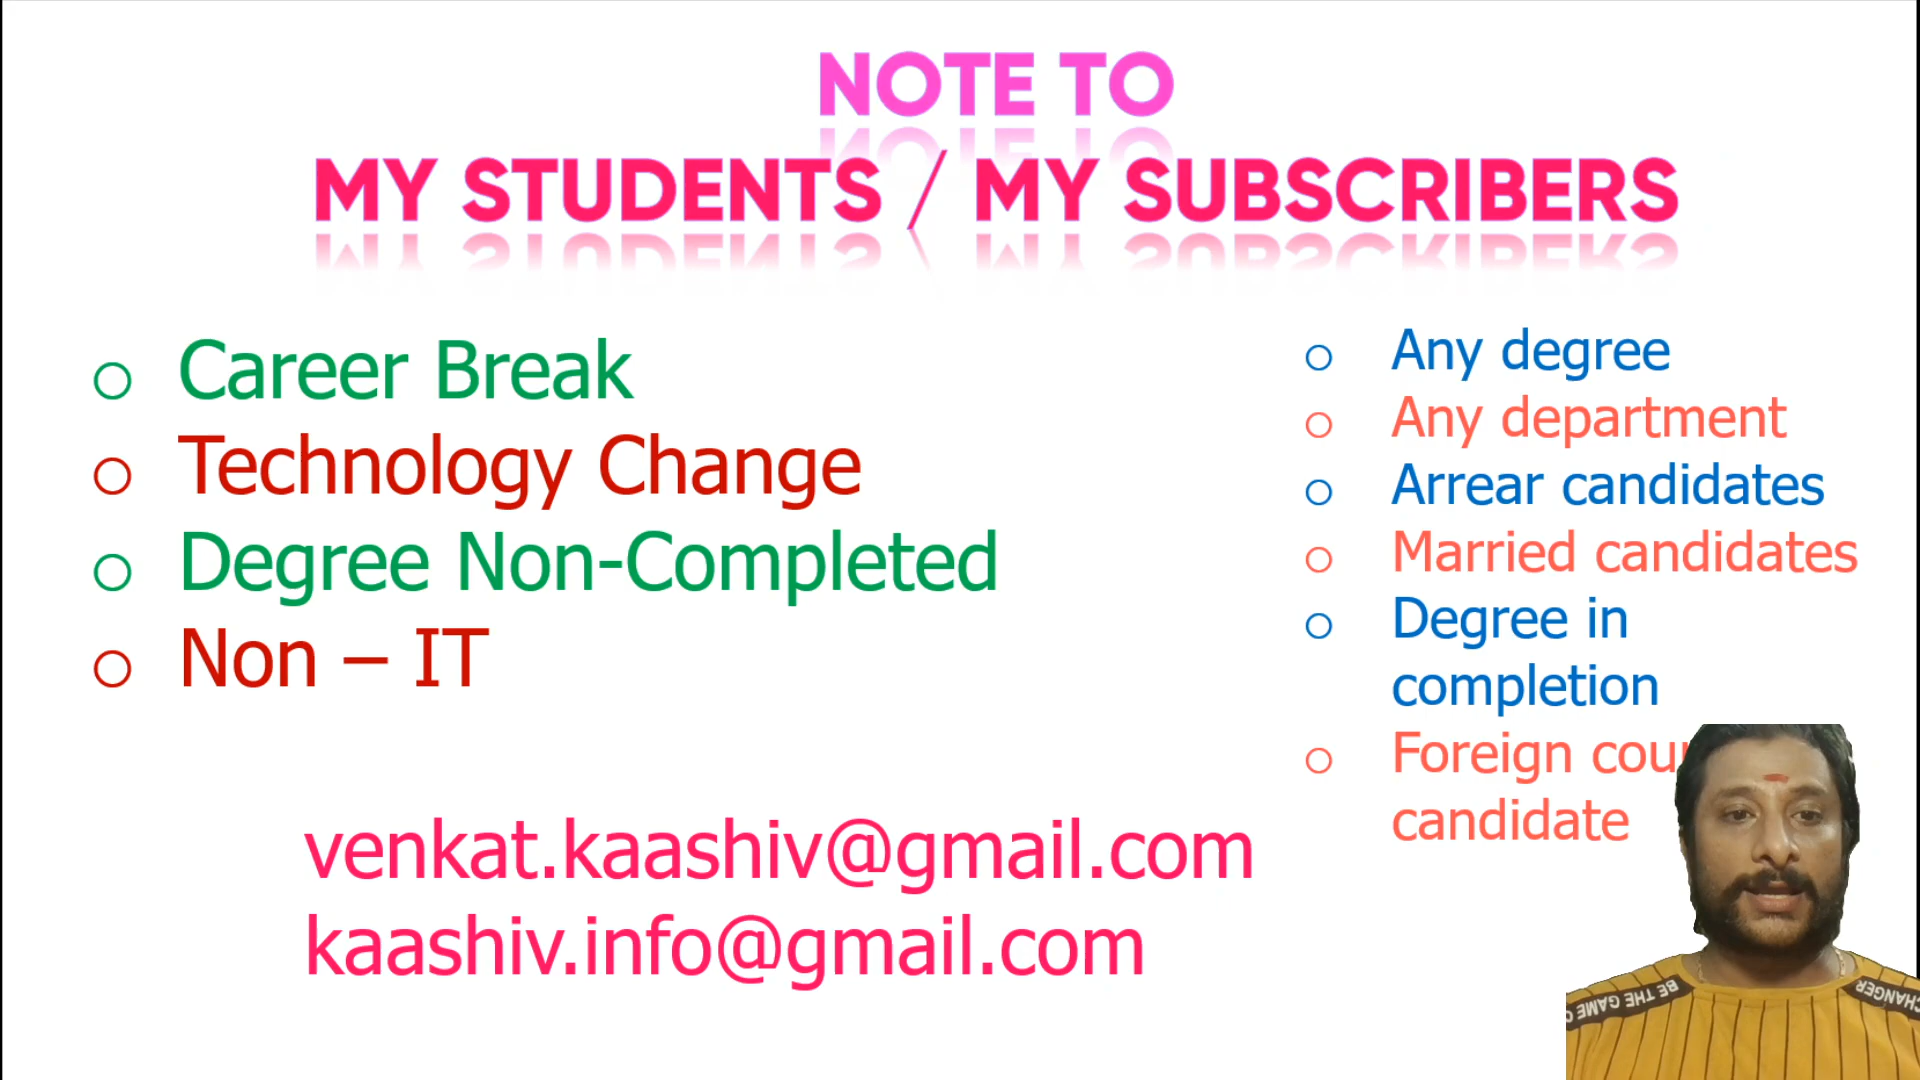 NOTE TO
MY STUDENTS / MY SUBSCRIBERS
Career Break
Technology Change
Degree Non-Completed
Non – IT
venkat.kaashiv@gmail.com
kaashiv.info@gmail.com
Any degree
Any department
Arrear candidates
Married candidates
Degree in
completion
Foreign
candidate
BE THE GAME
CHANGER